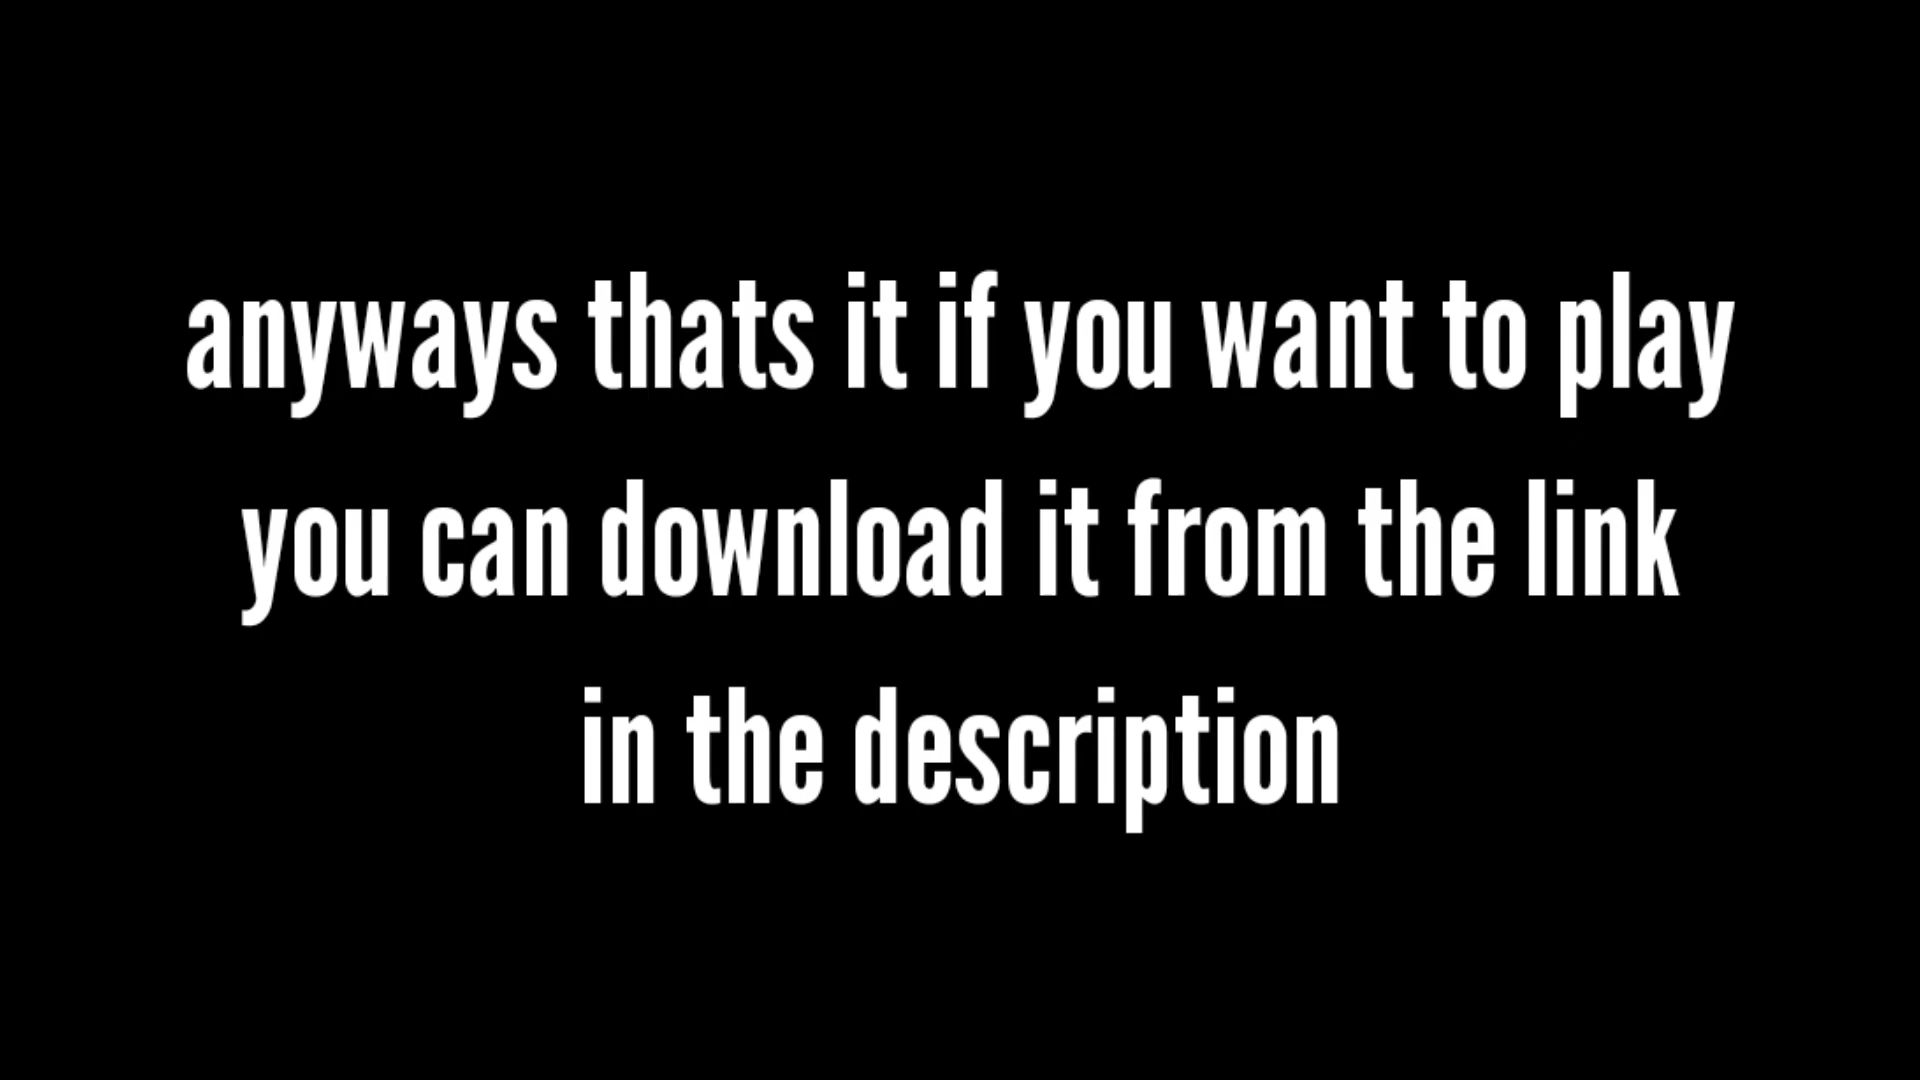 anyways thats it if you want to play
you can download it from the link
in the description